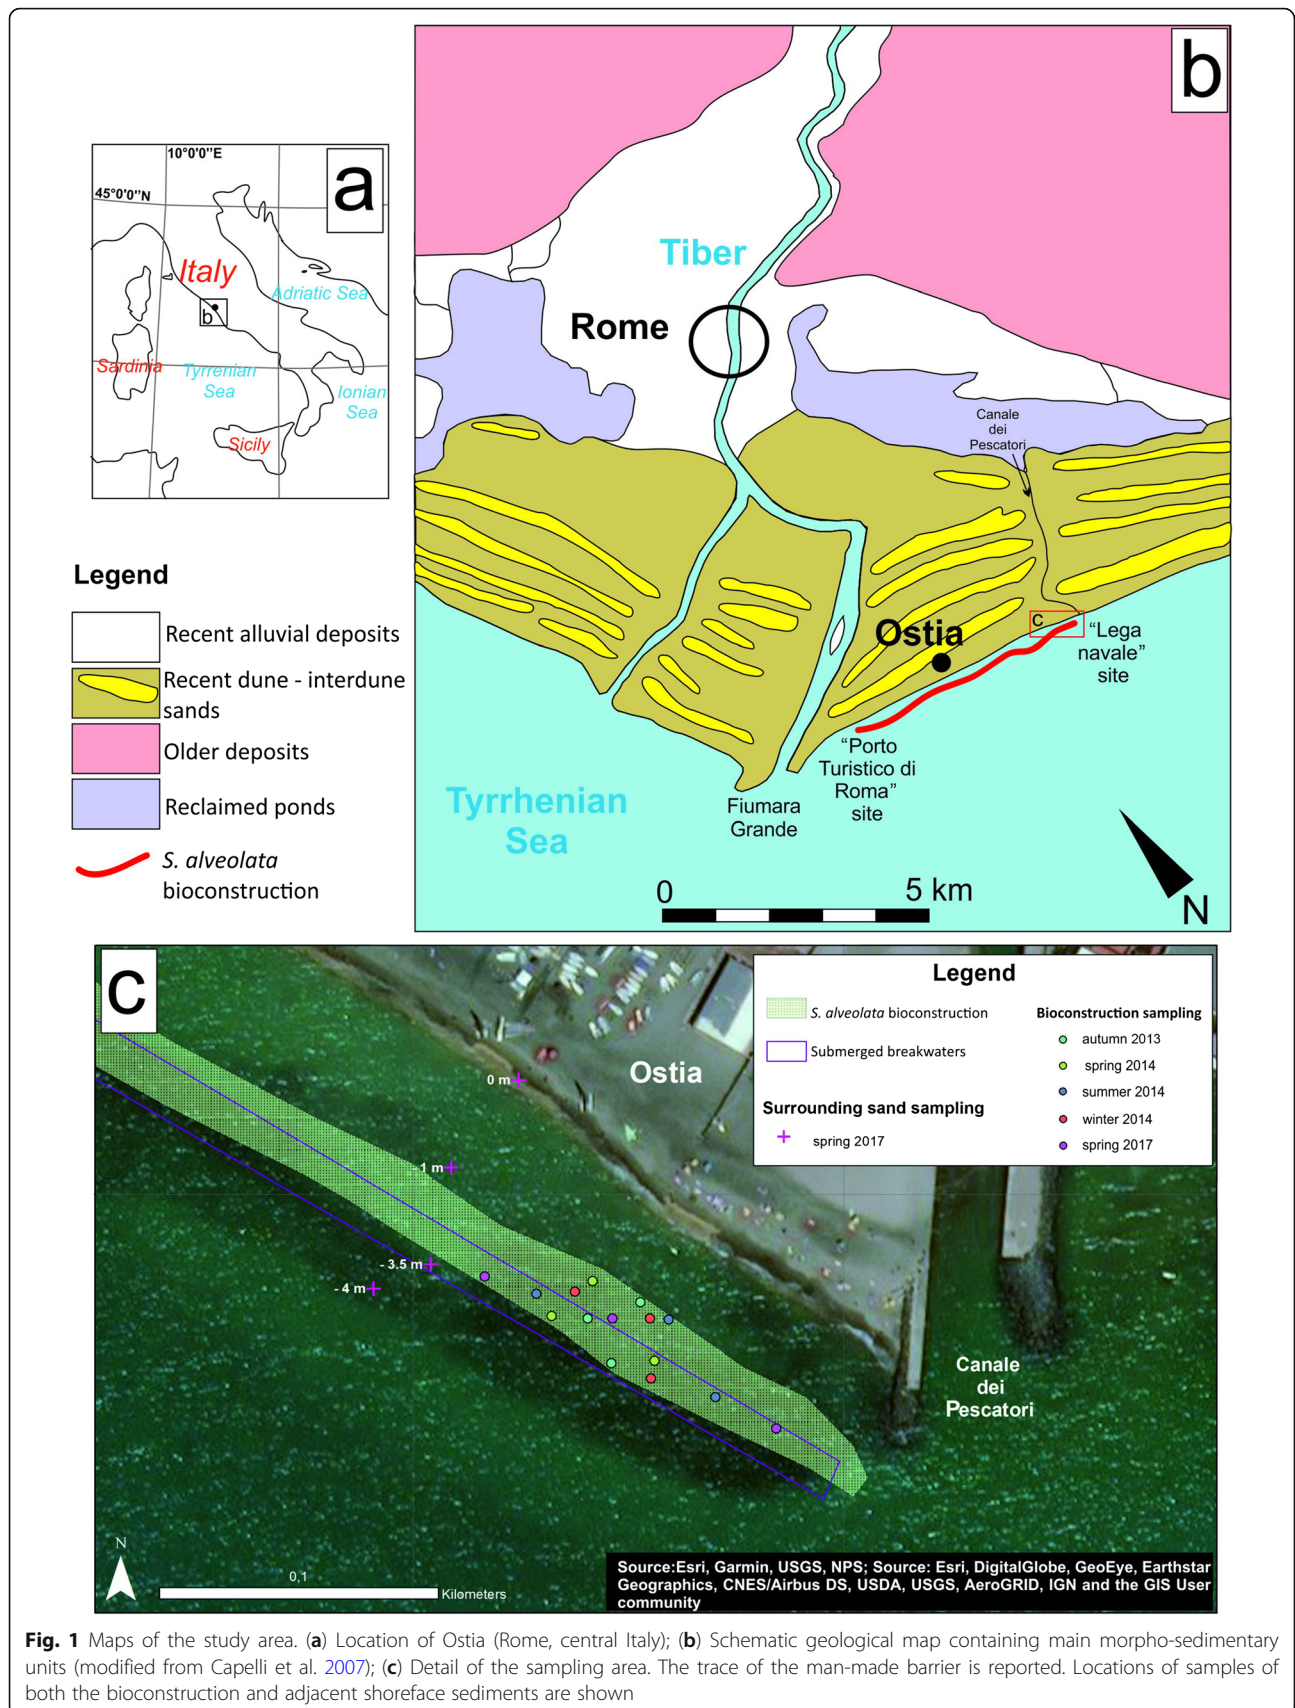 a
10°0'0''E
45°0'0''N
Italy
Adriatic Sea
b
Sardinia
Tyrrenian
Sea
Ionian
Sea
Sicily
b
Tiber
Rome
Canale
dei
Pescatori
Ostia
c
“Lega
navale”
site
“Porto
Turistico di
Roma”
site
Fiumara
Grande
Tyrrhenian
Sea
0 5 km
N
Legend
Recent alluvial deposits
Recent dune - interdune
sands
Older deposits
Reclaimed ponds
S. alveolata
bioconstruction
c
Ostia
0 m
- 1 m
- 3.5 m
- 4 m
Canale
dei
Pescatori
Legend
S. alveolata bioconstruction
Submerged breakwaters
Surrounding sand sampling
spring 2017
Bioconstruction sampling
autumn 2013
spring 2014
summer 2014
winter 2014
spring 2017
N
0,1
Kilometers
Source:Esri, Garmin, USGS, NPS; Source: Esri, DigitalGlobe, GeoEye, Earthstar
Geographics, CNES/Airbus DS, USDA, USGS, AeroGRID, IGN and the GIS User
community
Fig. 1 Maps of the study area. (a) Location of Ostia (Rome, central Italy); (b) Schematic geological map containing main morpho-sedimentary
units (modified from Capelli et al. 2007); (c) Detail of the sampling area. The trace of the man-made barrier is reported. Locations of samples of
both the bioconstruction and adjacent shoreface sediments are shown